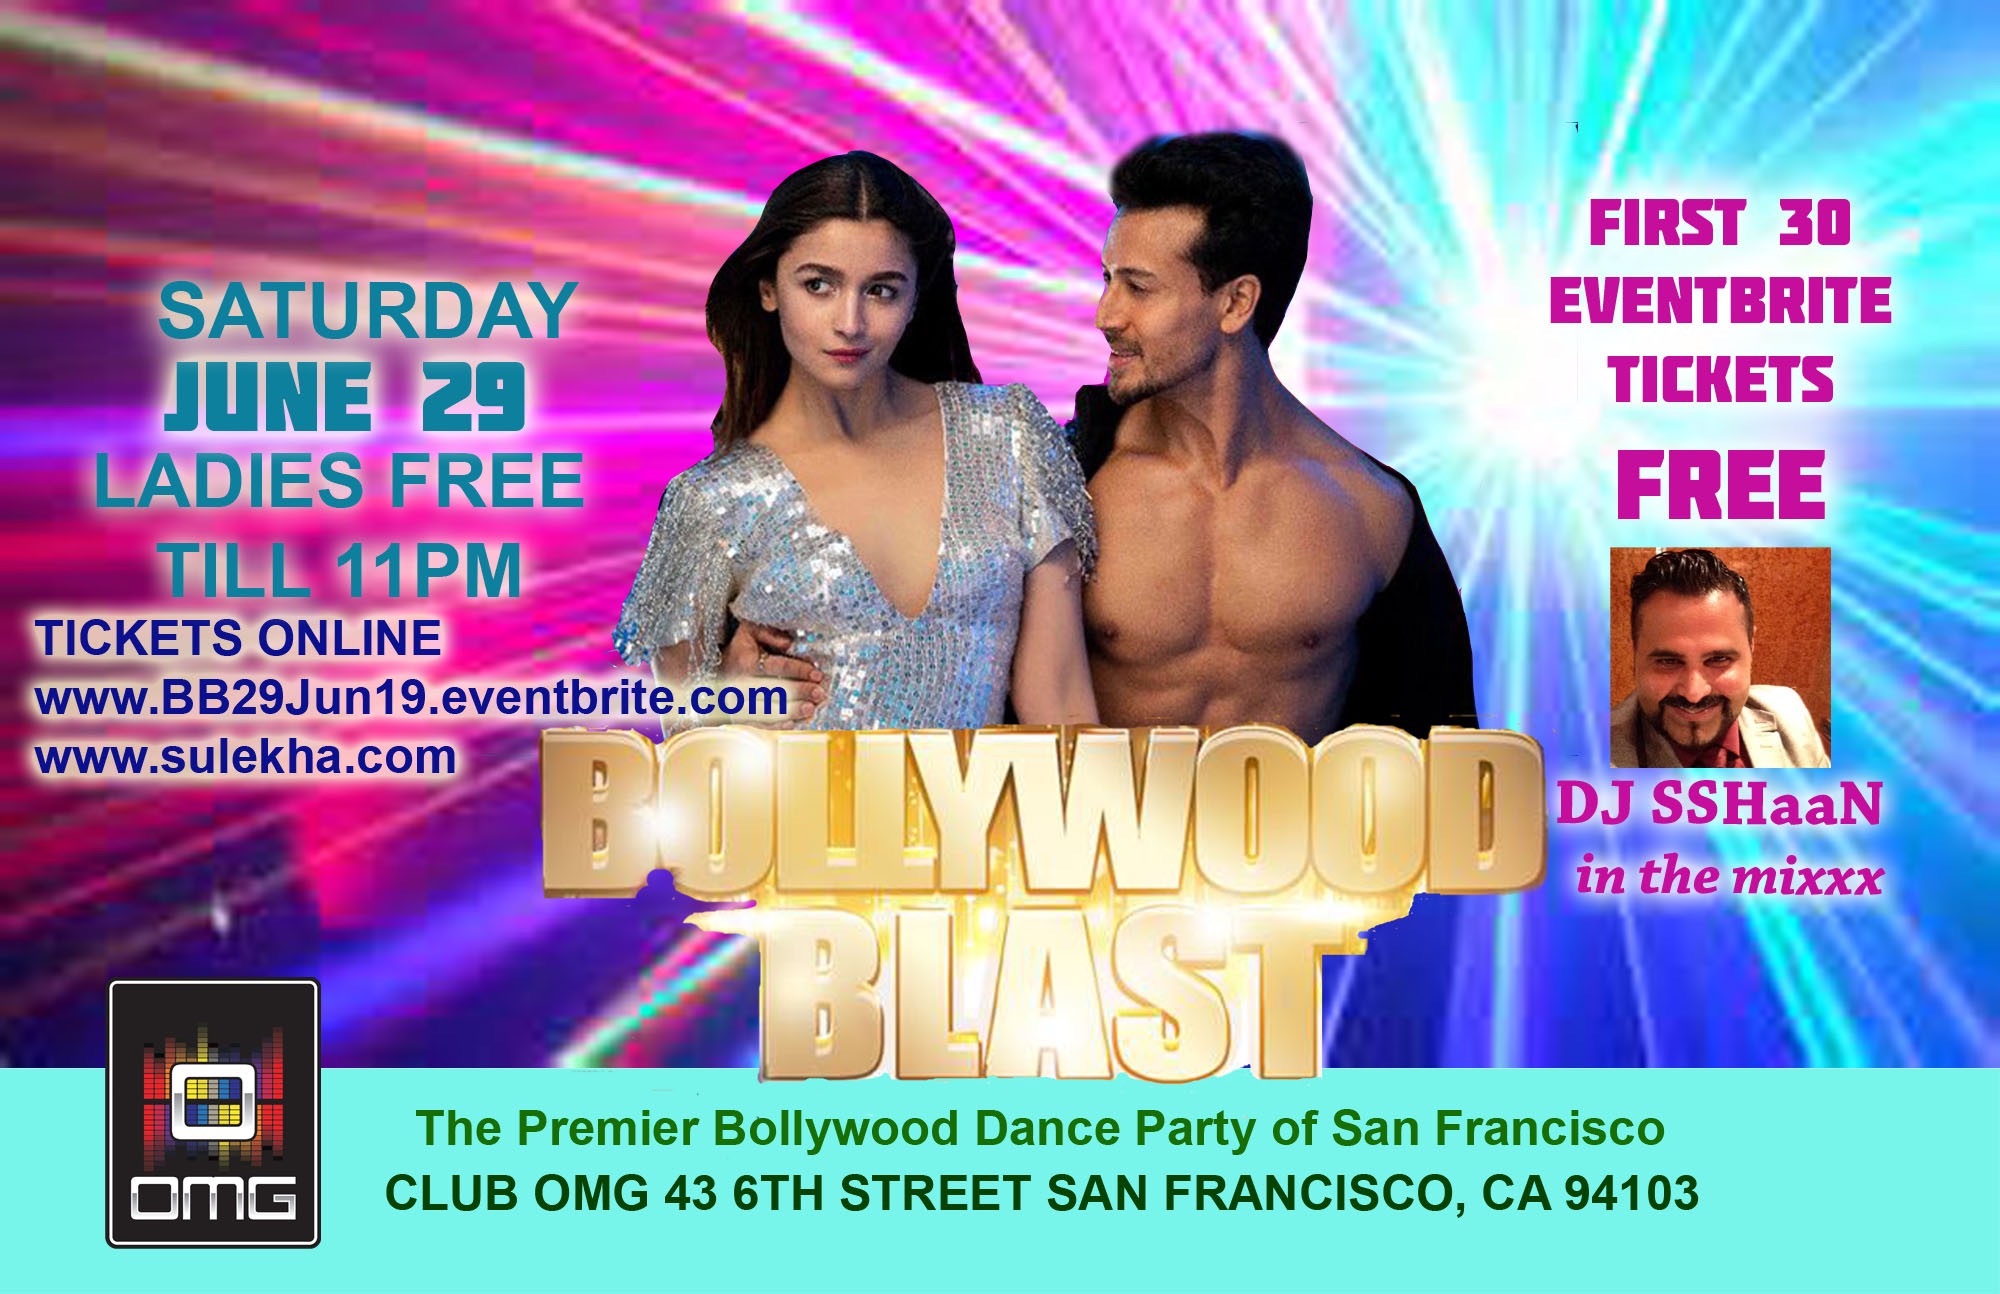 SATURDAY
JUNE 29
LADIES FREE
TILL 11PM
TICKETS ONLINE
www.BB29Jun19.eventbrite.com
www.sulekha.com
FIRST 30
EVENTBRITE
TICKETS
FREE
DJ SSHaaN
in the mixxx
BOLLYWOOD
BLAST
OMG
The Premier Bollywood Dance Party of San Francisco
CLUB OMG 43 6TH STREET SAN FRANCISCO, CA 94103